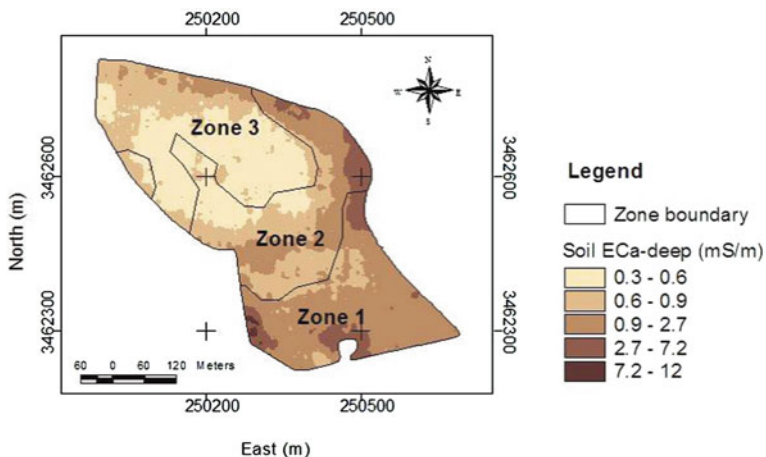 250200 250500
N
W E
S
Zone 3
3462600
3462600
North (m)
Zone 2
Zone 1
3462300
3462300
60 0 60 120 Meters
250200 250500
East (m)
Legend
Zone boundary
Soil ECa-deep (mS/m)
0.3 - 0.6
0.6 - 0.9
0.9 - 2.7
2.7 - 7.2
7.2 - 12